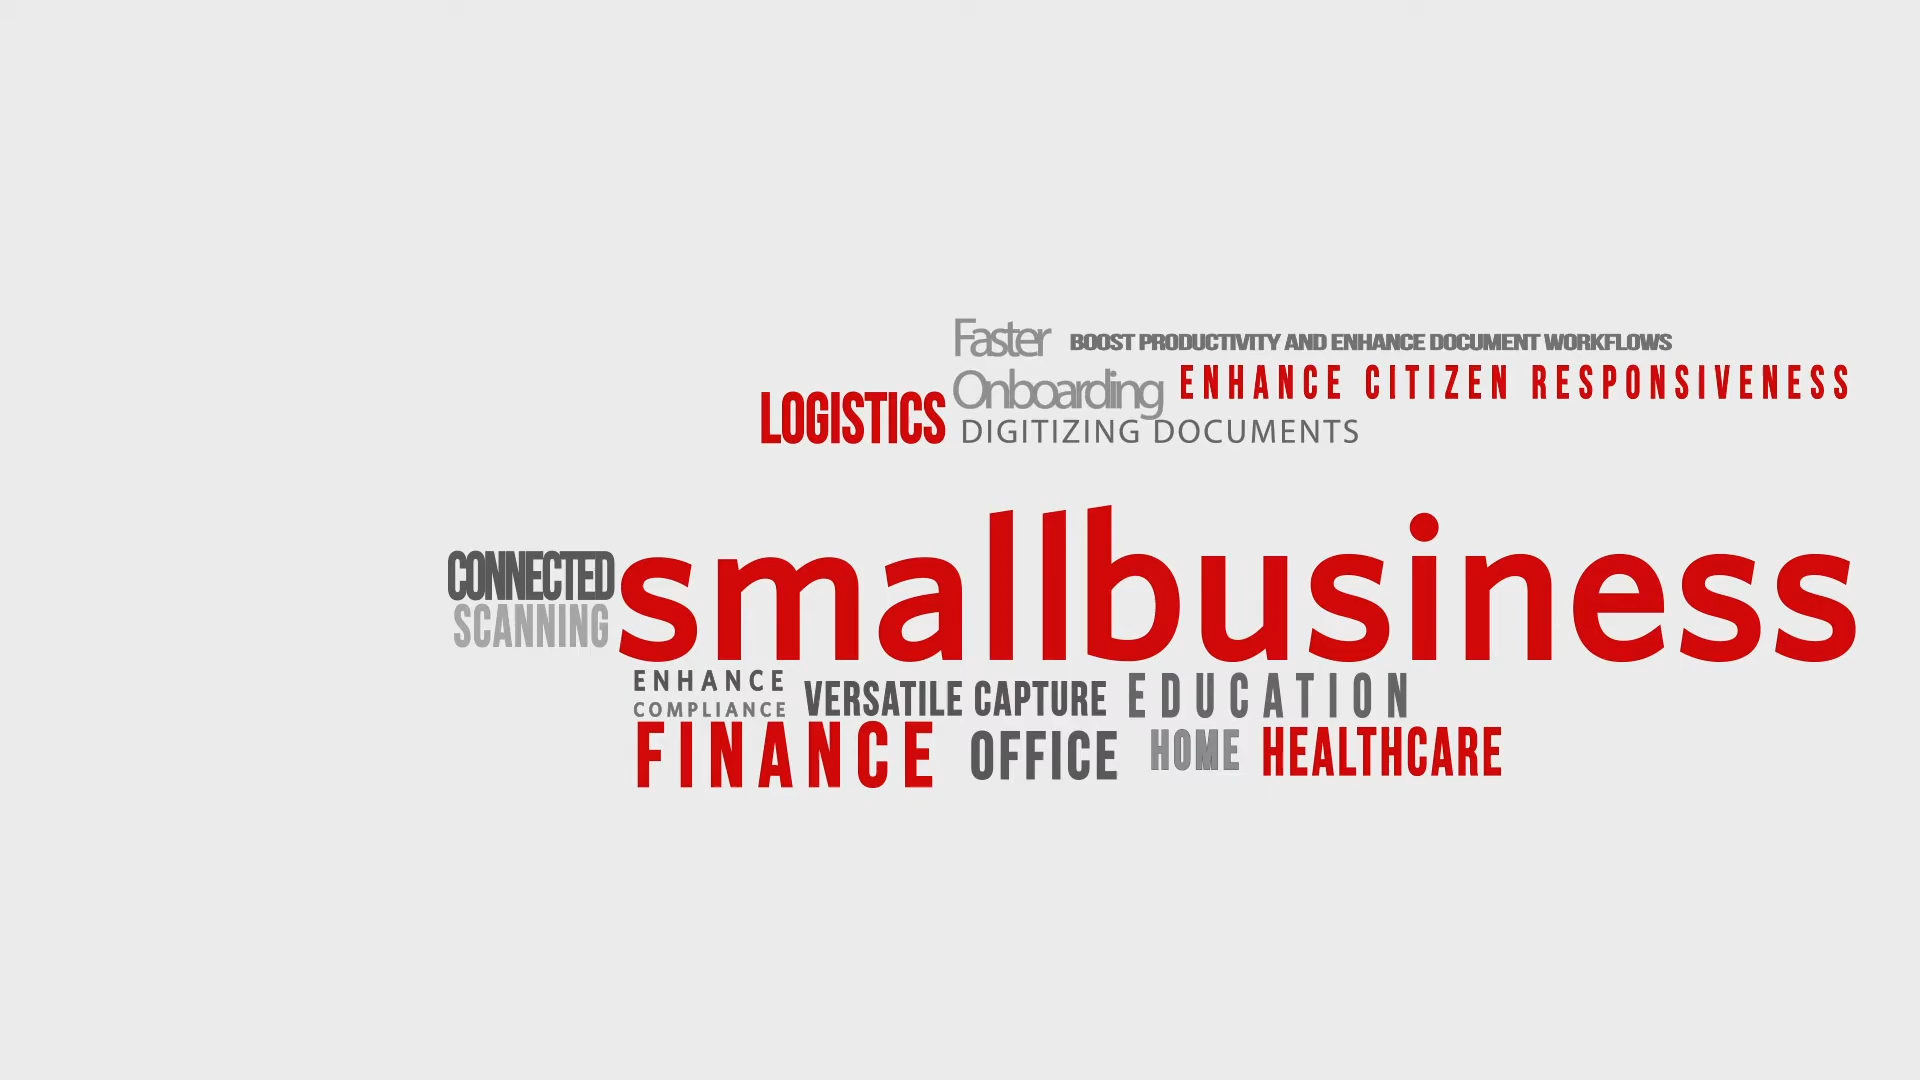 Faster
Onboarding
BOOST PRODUCTIVITY AND ENHANCE DOCUMENT WORKFLOWS
ENHANCE CITIZEN RESPONSIVENESS
LOGISTICS
DIGITIZING DOCUMENTS
CONNECTED
SCANNING
smallbusiness
ENHANCE
COMPLIANCE
VERSATILE CAPTURE
EDUCATION
FINANCE
OFFICE
HOME
HEALTHCARE